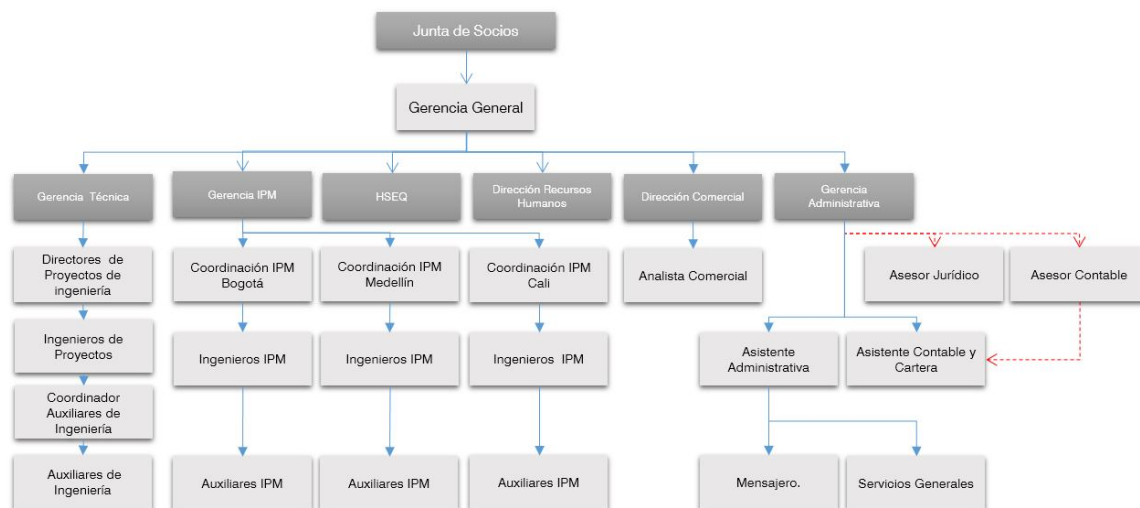 Junta de Socios
Gerencia General
Gerencia Técnica
Gerencia IPM
HSEQ
Dirección Recursos
Humanos
Dirección Comercial
Gerencia
Administrativa
Directores de
Proyectos de
ingeniería
Coordinación IPM
Bogotá
Coordinación IPM
Medellín
Coordinación IPM
Cali
Analista Comercial
Asesor Jurídico
Asesor Contable
Ingenieros de
Proyectos
Ingenieros IPM
Ingenieros IPM
Ingenieros IPM
Asistente
Administrativa
Asistente Contable y
Cartera
Coordinador
Auxiliares de
Ingeniería
Auxiliares de
Ingeniería
Auxiliares IPM
Auxiliares IPM
Auxiliares IPM
Mensajero.
Servicios Generales